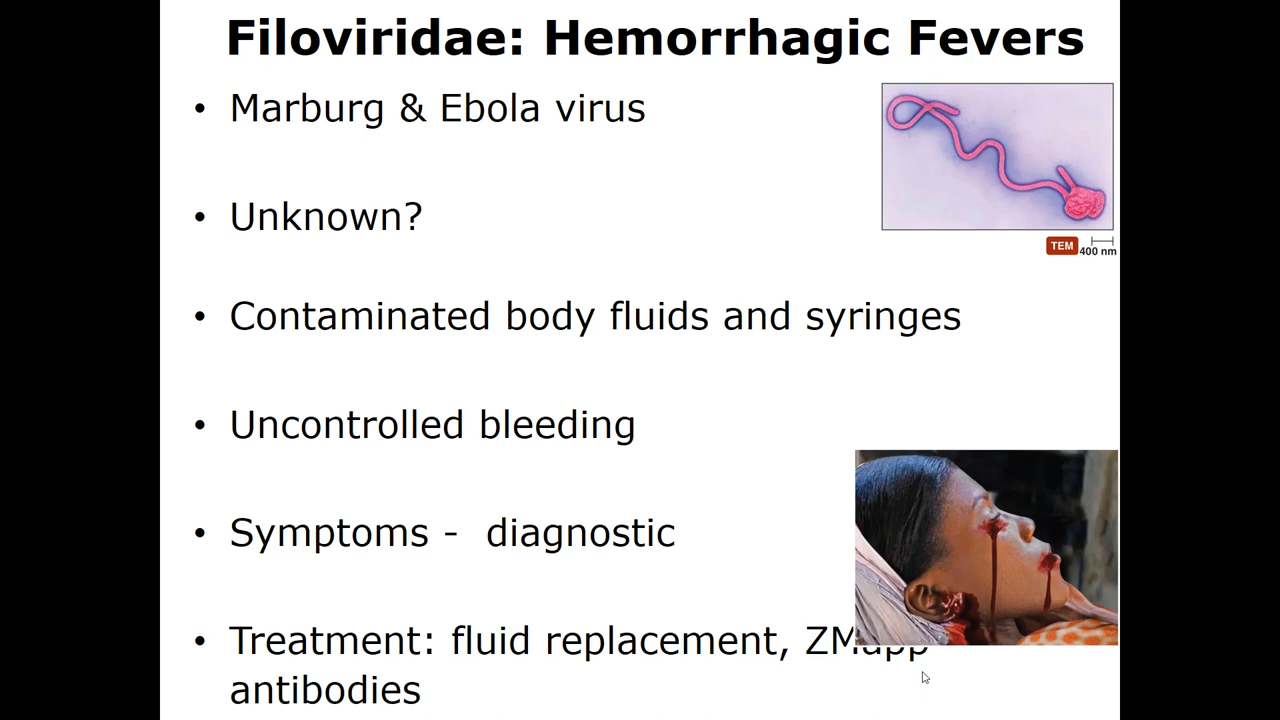 Filoviridae: Hemorrhagic Fevers
• Marburg & Ebola virus
TEM 400 nm
• Unknown?
• Contaminated body fluids and syringes
• Uncontrolled bleeding
• Symptoms - diagnostic
• Treatment: fluid replacement, ZMapp
antibodies